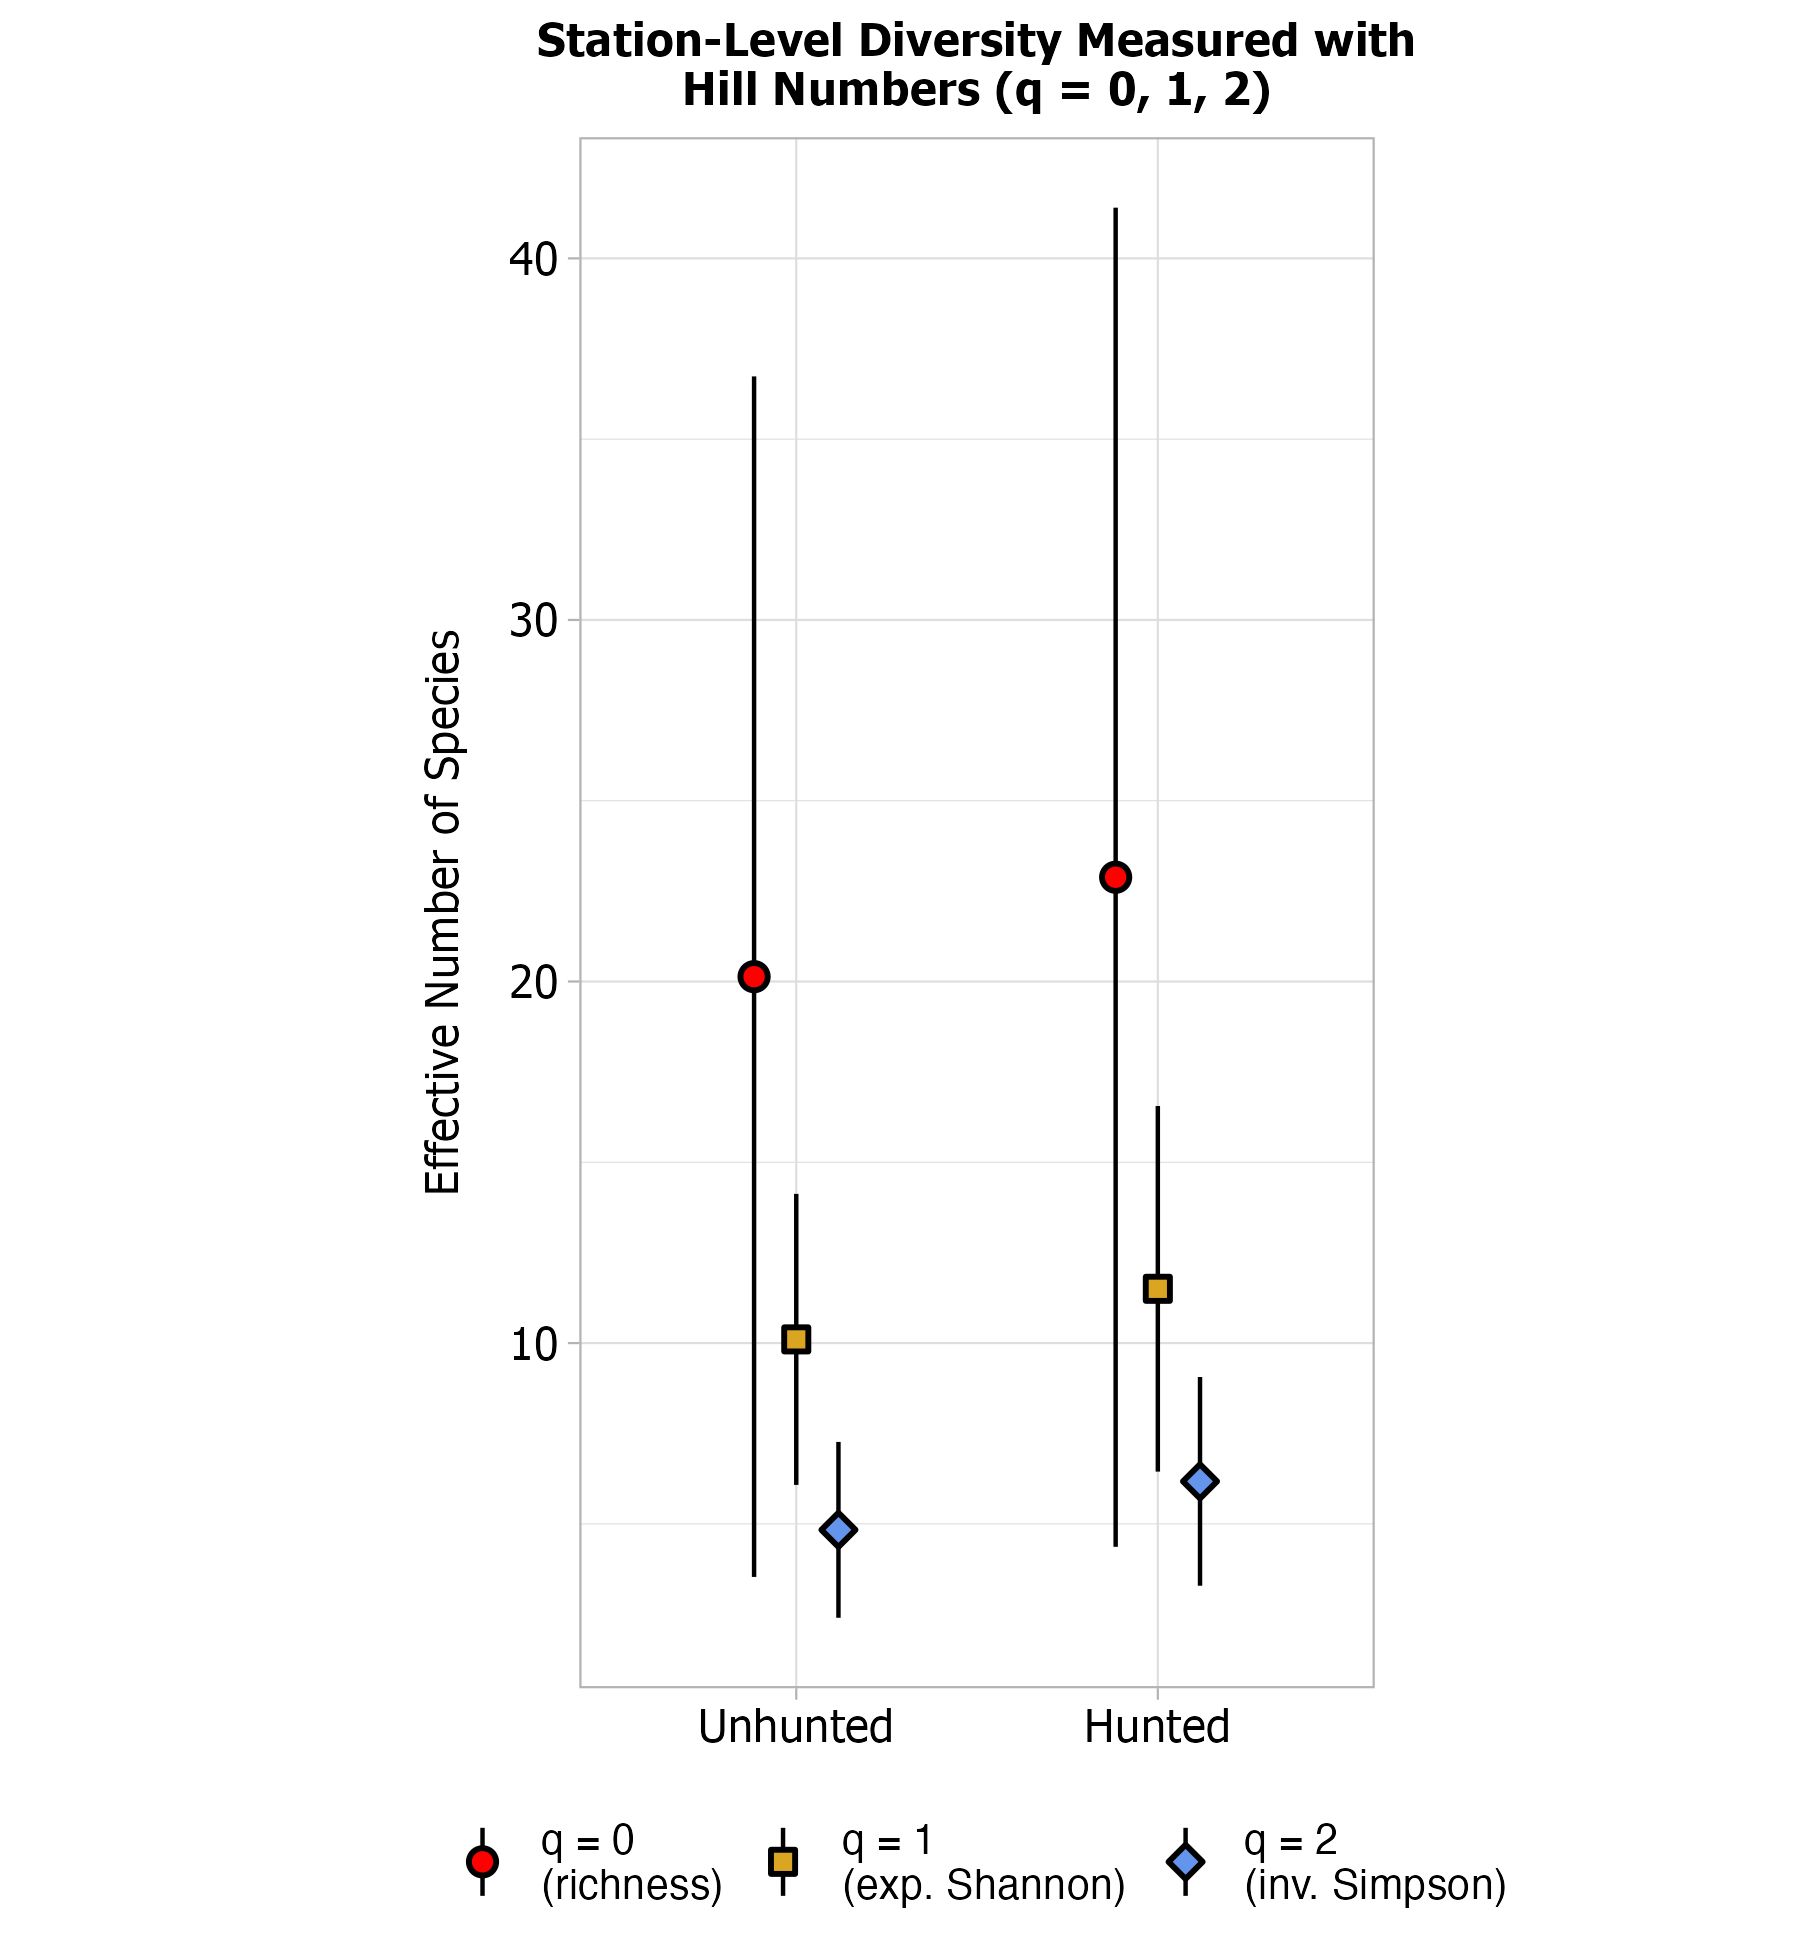 Station-Level Diversity Measured with
Hill Numbers (q = 0, 1, 2)
Effective Number of Species
40
30
20
10
Unhunted
Hunted
q = 0
(richness)
q = 1
(exp. Shannon)
q = 2
(inv. Simpson)